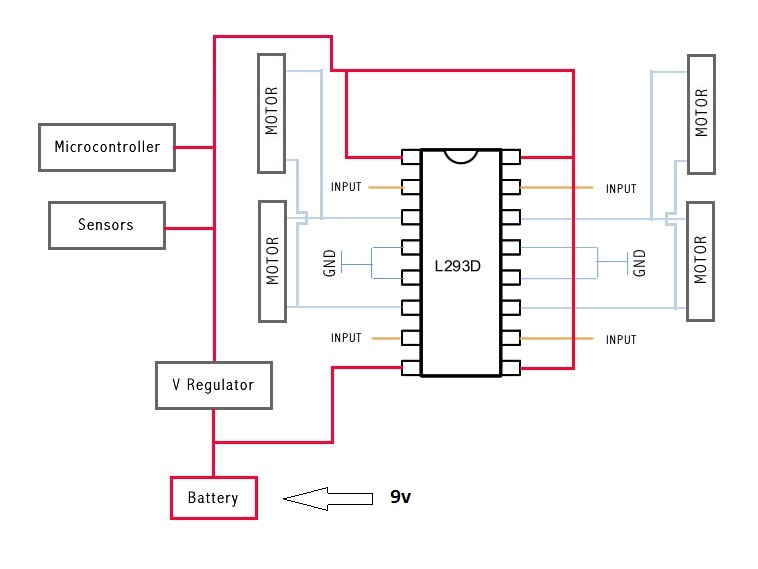 MOTOR
MOTOR
Microcontroller
INPUT
INPUT
Sensors
MOTOR
MOTOR
GND
L293D
GND
INPUT
INPUT
V Regulator
Battery
9v